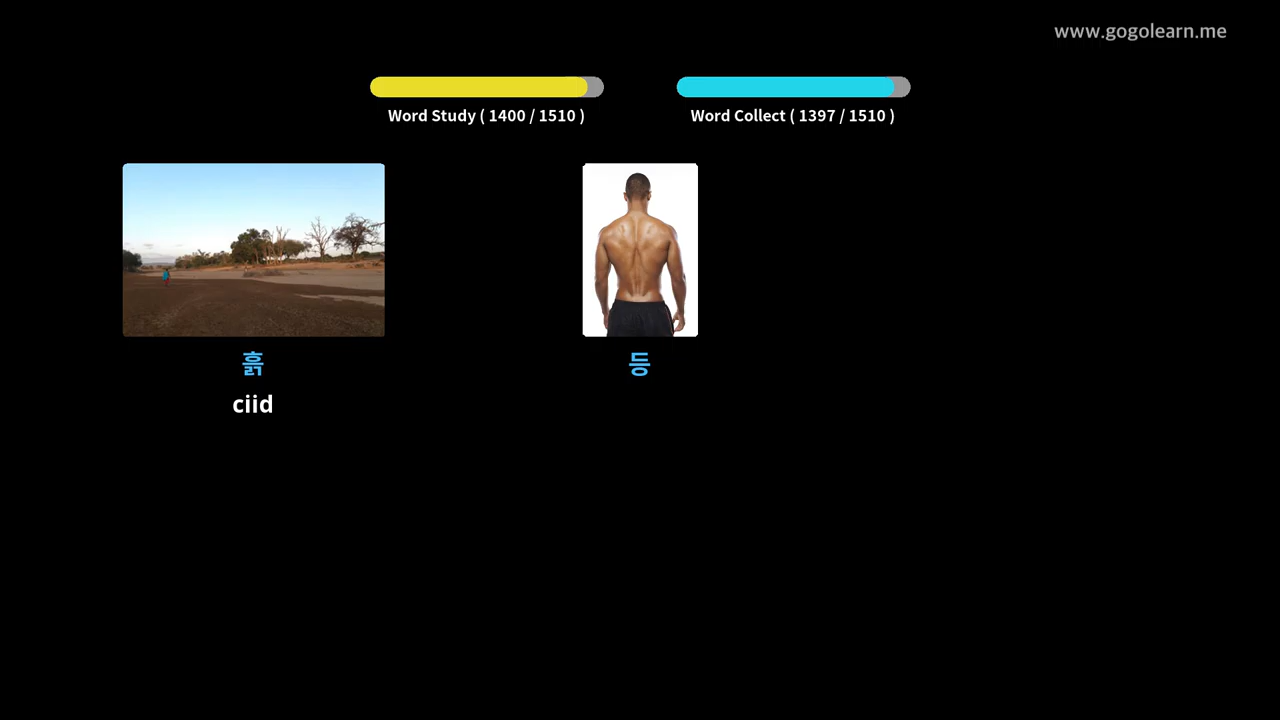 www.gogolearn.me
Word Study ( 1400 / 1510 )
Word Collect ( 1397 / 1510 )
흙
등
ciid